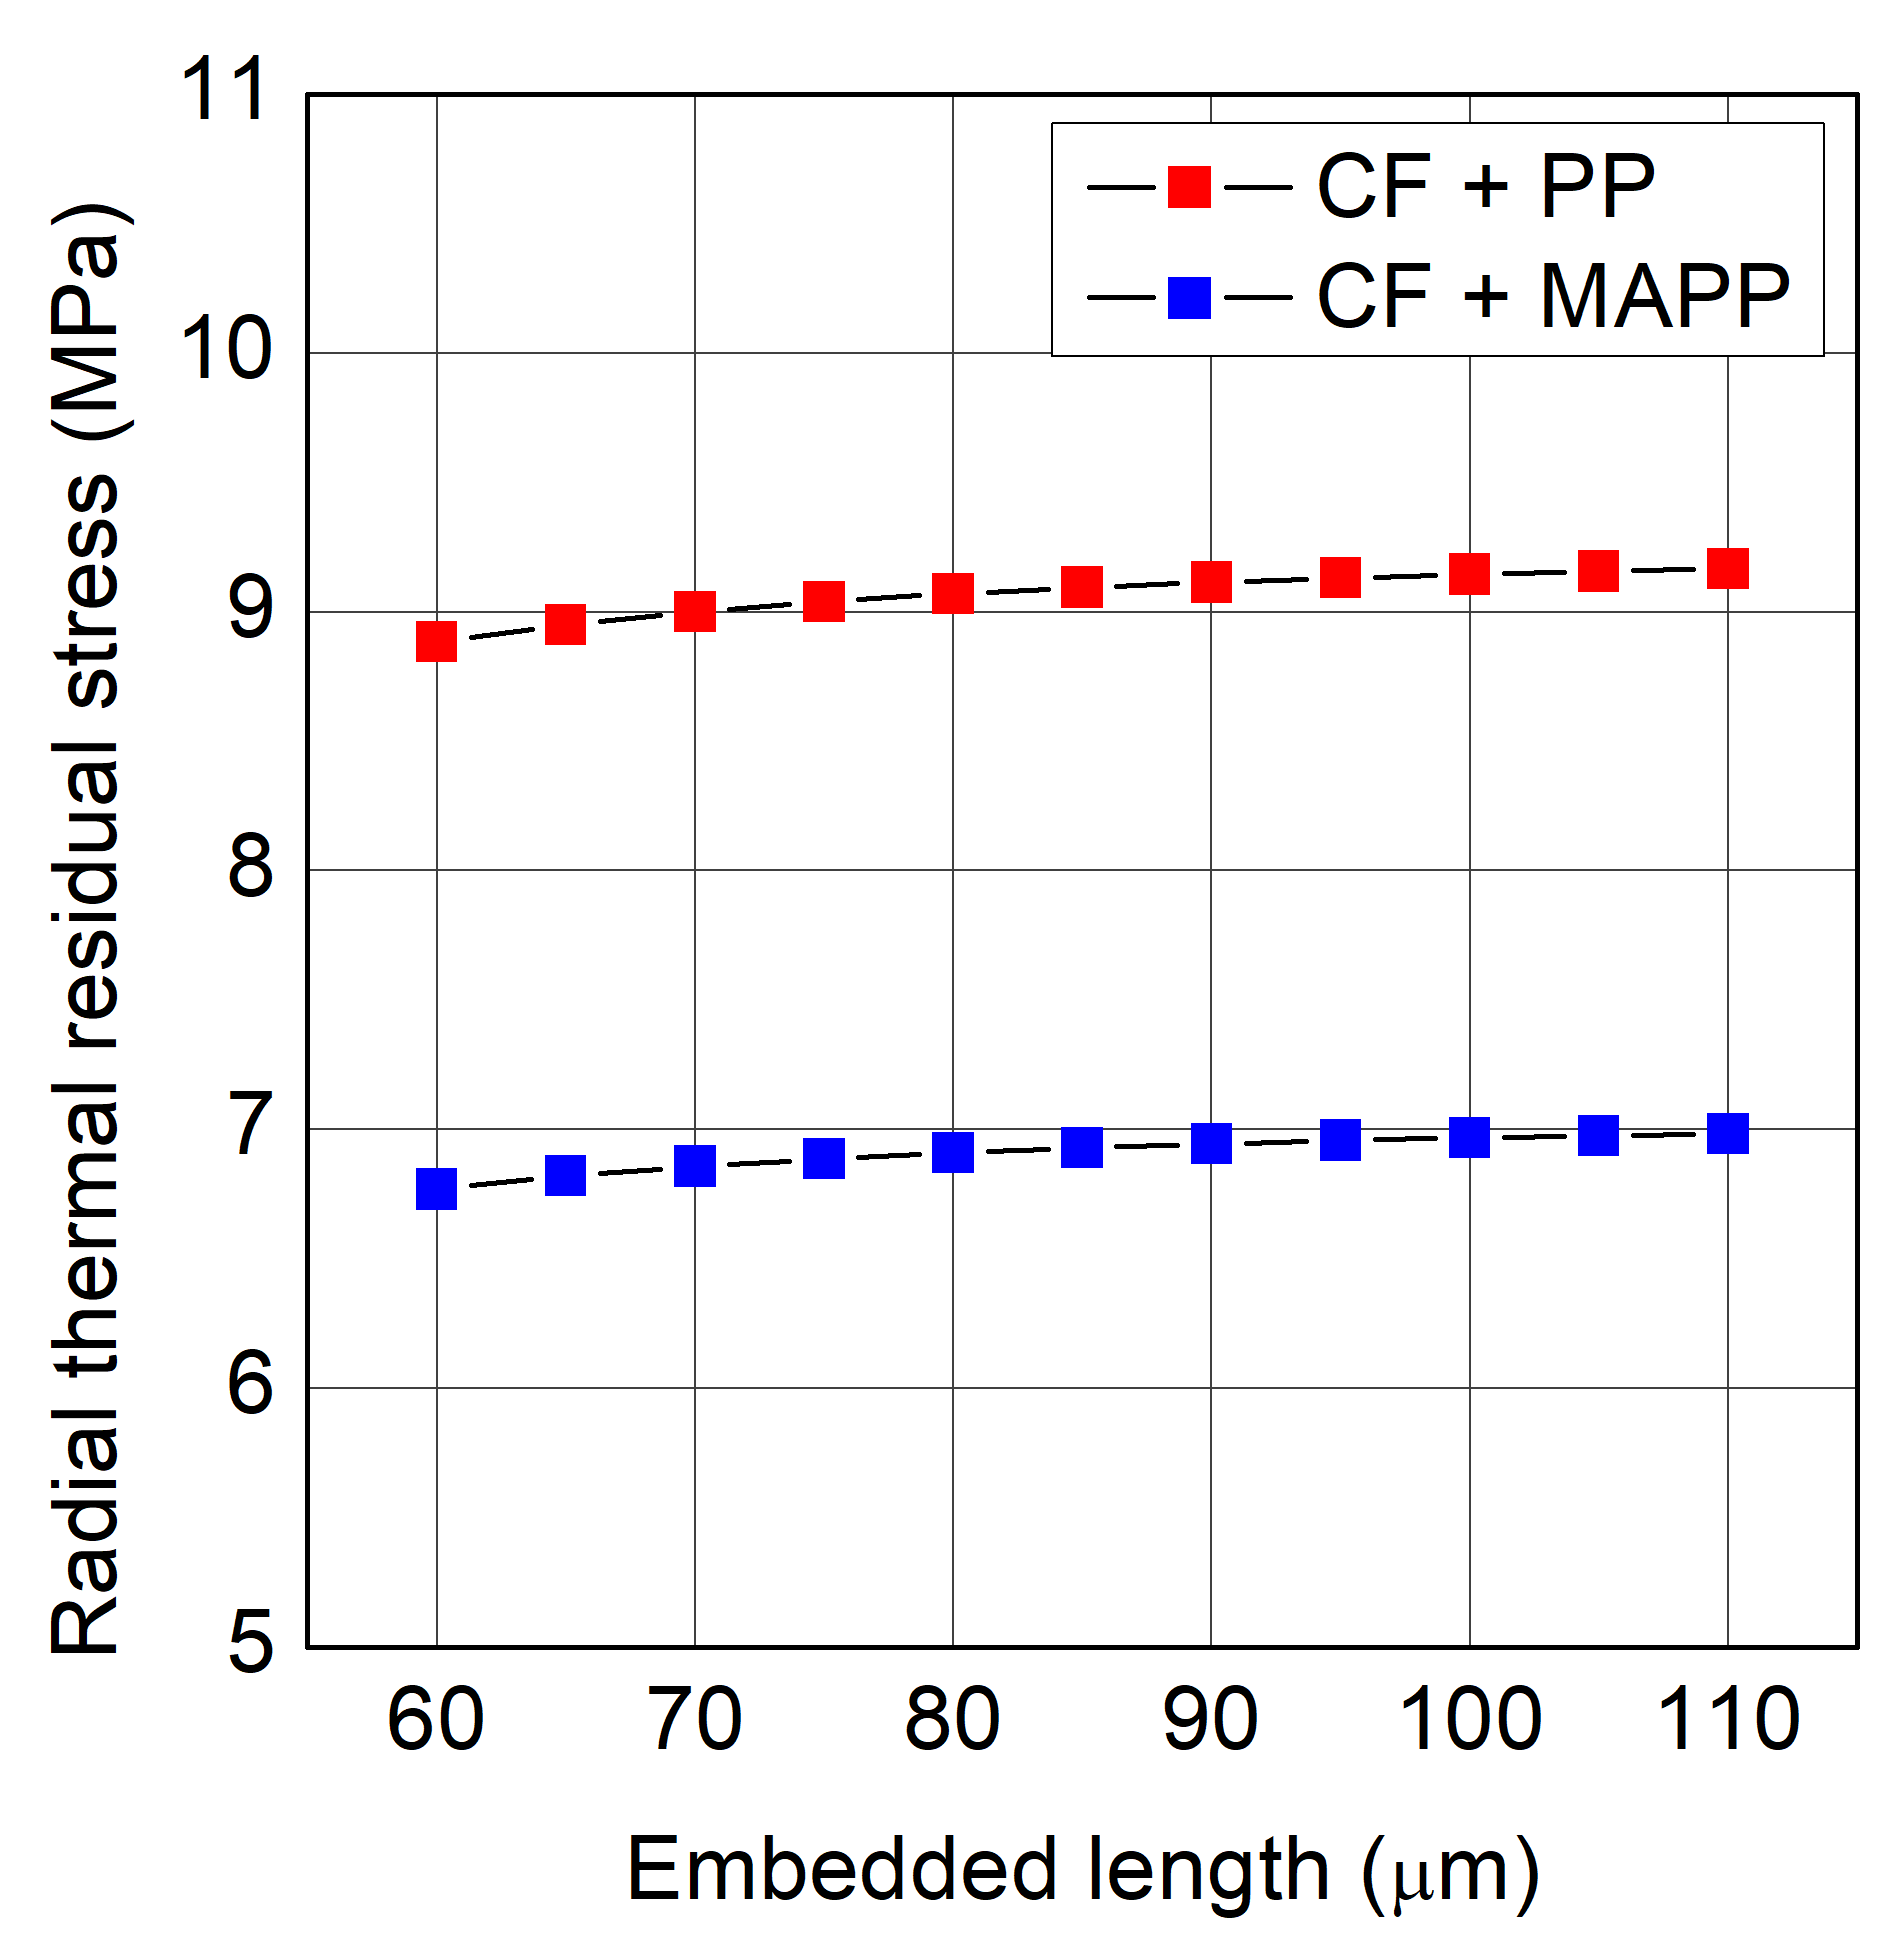 Radial thermal residual stress (MPa)
11
10
9
8
7
6
5
CF + PP
CF + MAPP
60 70 80 90 100 110
Embedded length (μm)